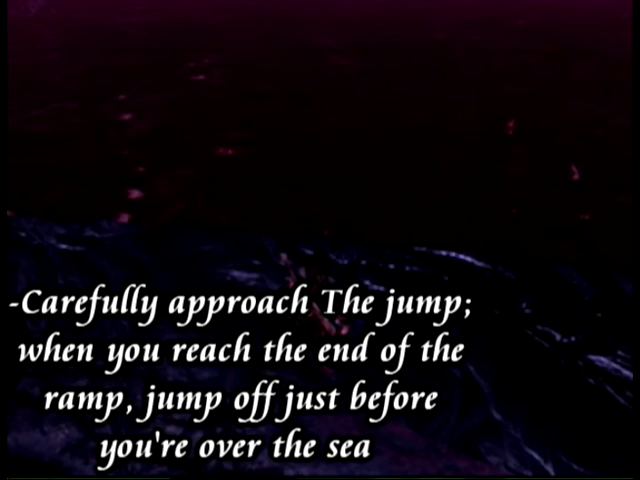 -Carefully approach The jump;
when you reach the end of the
ramp, jump off just before
you're over the sea